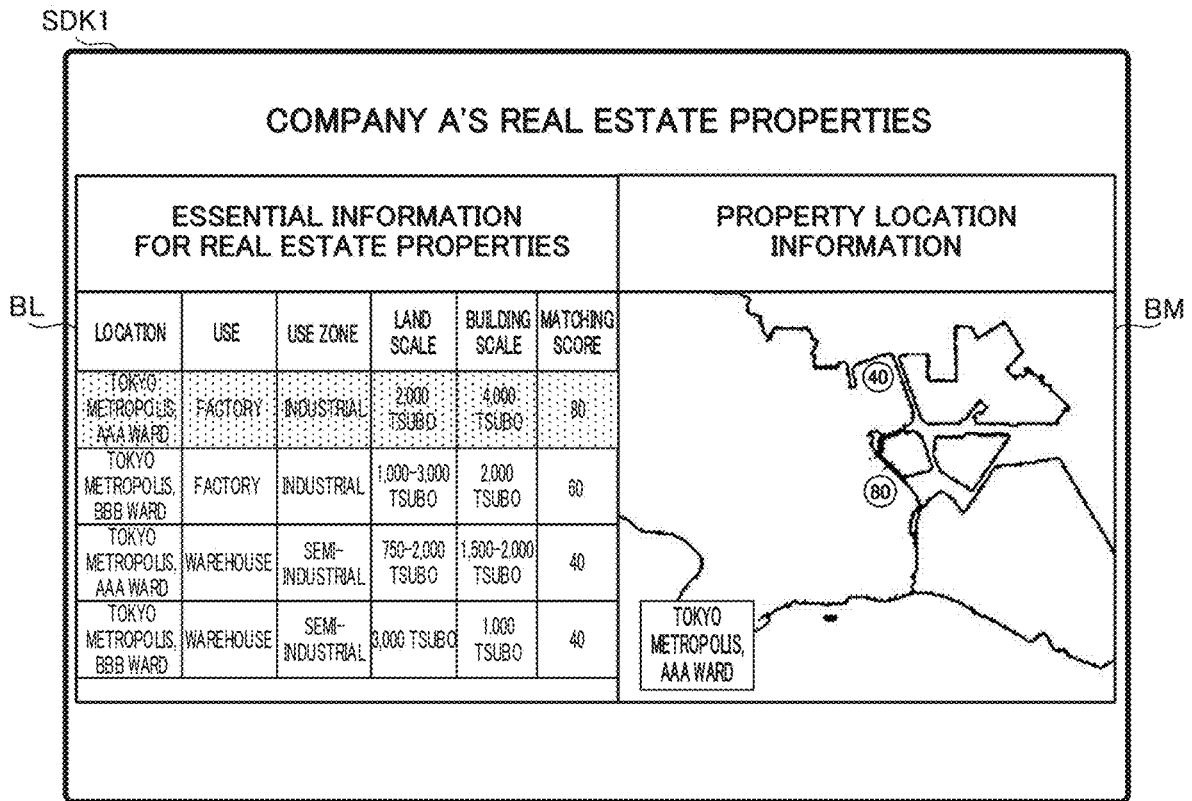 SDK1
COMPANY A'S REAL ESTATE PROPERTIES
ESSENTIAL INFORMATION
FOR REAL ESTATE PROPERTIES
PROPERTY LOCATION
INFORMATION
BL
BM
LOCATION
USE
USE ZONE
LAND
SCALE
BUILDING
SCALE
MATCHING
SCORE
TOKYO
METROPOLIS,
AAA WARD
FACTORY
INDUSTRIAL
2,000
TSUBO
4,000
TSUBO
80
TOKYO
METROPOLIS,
BBB WARD
FACTORY
INDUSTRIAL
1,000-3,000
TSUBO
2,000
TSUBO
60
TOKYO
METROPOLIS,
AAA WARD
WAREHOUSE
SEMI-
INDUSTRIAL
750-2,000
TSUBO
1,500-2,000
TSUBO
40
TOKYO
METROPOLIS,
BBB WARD
WAREHOUSE
SEMI-
INDUSTRIAL
3,000 TSUBO
1,000
TSUBO
40
40
80
TOKYO
METROPOLIS,
AAA WARD